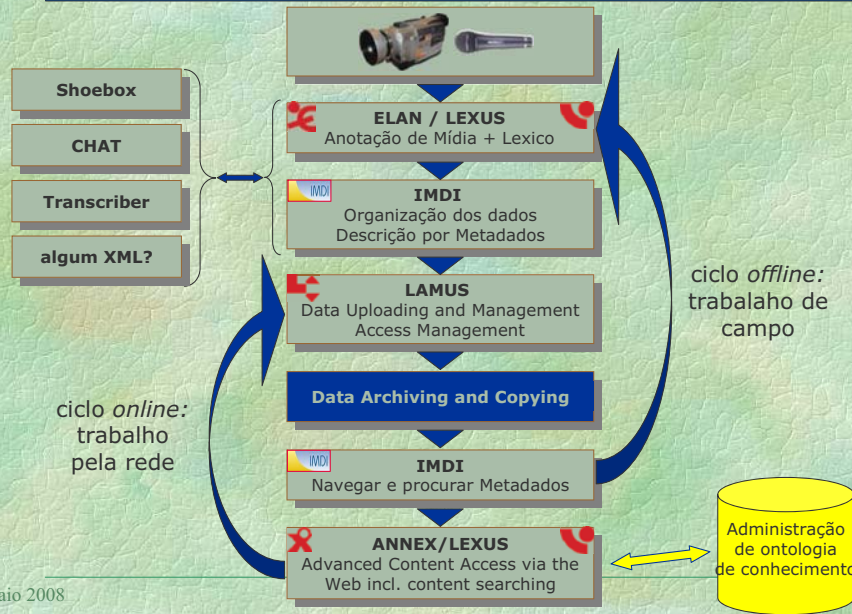 Shoebox
CHAT
Transcriber
algum XML?
ELAN / LEXUS
Anotação de Mídia + Lexico
IMDI
IMDI
Organização dos dados
Descrição por Metadados
LAMUS
Data Uploading and Management
Access Management
Data Archiving and Copying
IMDI
IMDI
Navegar e procurar Metadados
ANNEX/LEXUS
Advanced Content Access via the
Web incl. content searching
ciclo online:
trabalho
pela rede
ciclo offline:
trabalaho de
campo
Administração
de ontologia
de conhecimento
aio 2008